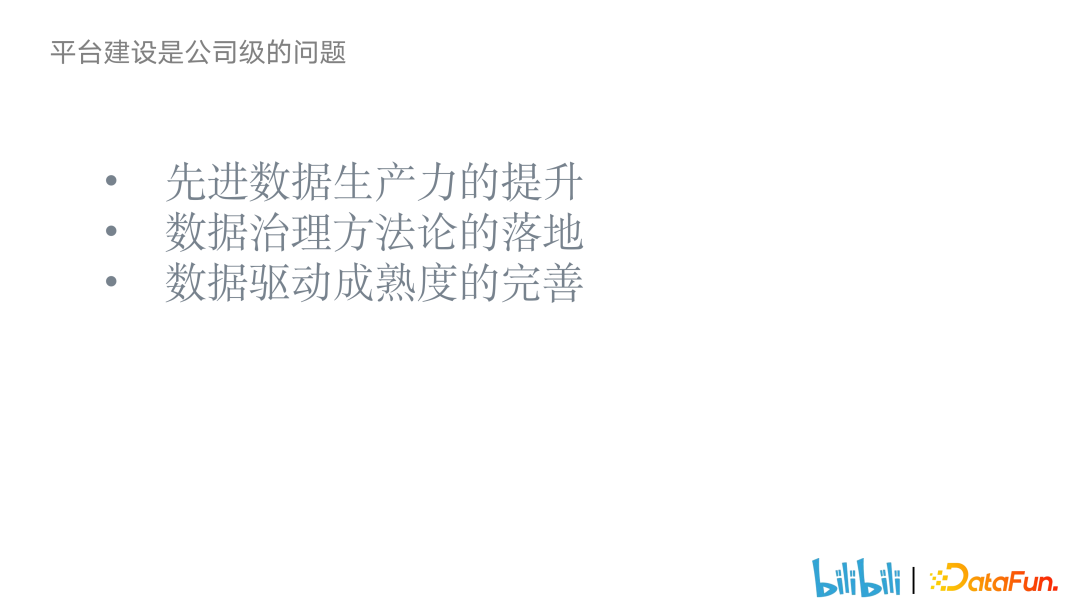 平台建设是公司级的问题
• 先进数据生产力的提升
• 数据治理方法论的落地
• 数据驱动成熟度的完善
bilibili | DataFun.